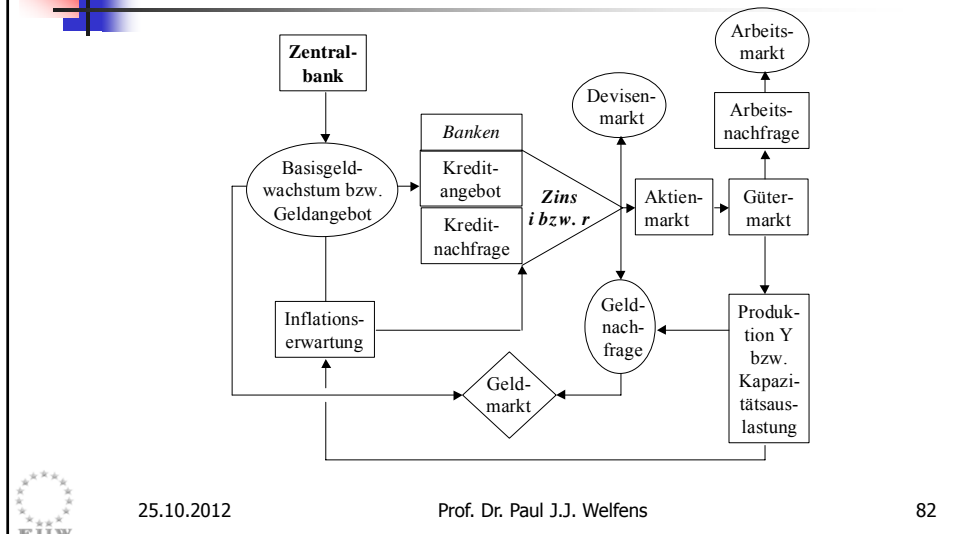 Zentral-
bank
Basisgeld-
wachstum bzw.
Geldangebot
Banken
Kredit-
angebot
Kredit-
nachfrage
Zins
i bzw. r
Devisen-
markt
Aktien-
markt
Güter-
markt
Arbeits-
nachfrage
Arbeits-
markt
Inflations-
erwartung
Geld-
nach-
frage
Geld-
markt
Produk-
tion Y
bzw.
Kapazi-
tätsaus-
lastung
25.10.2012
Prof. Dr. Paul J.J. Welfens
82